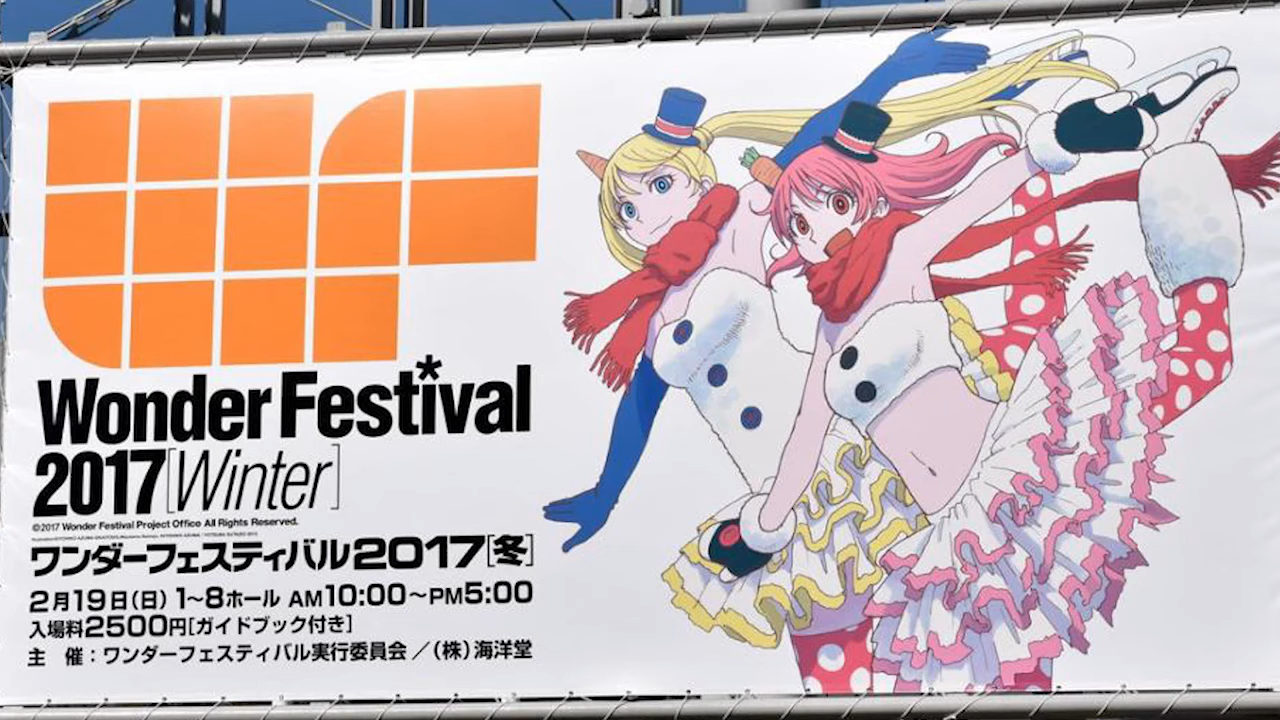 Wonder Festival
2017[Winter]
©2017 Wonder Festival Project Office All Rights Reserved.
ワンダーフェスティバル2017[冬]
2月19日(日) 1～8ホール AM10:00～PM5:00
入場料2500円[ガイドブック付き]
主 催：ワンダーフェスティバル実行委員会／(株)海洋堂